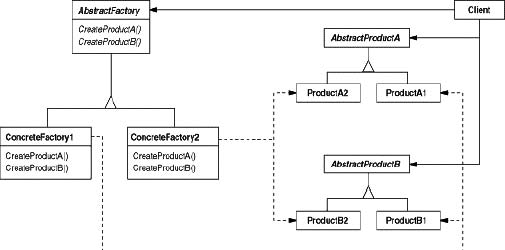 AbstractFactory
Client
CreateProductA()
CreateProductB()
AbstractProductA
ProductA2
ProductA1
ConcreteFactory1
ConcreteFactory2
CreateProductA()
CreateProductB()
CreateProductA()
CreateProductB()
AbstractProductB
ProductB2
ProductB1